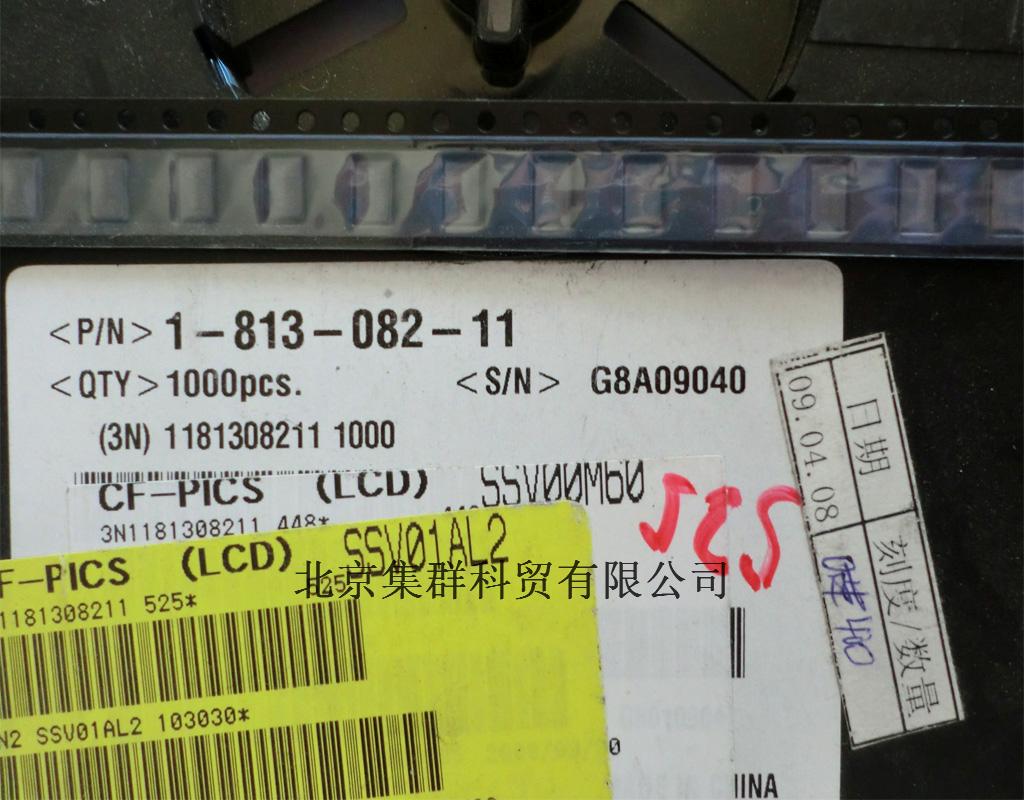 <P/N> 1-813-082-11
<QTY> 1000pcs.
<S/N> G8A09040
(3N) 1181308211 1000
CF-PICS (LCD) SSV00M60
3N1181308211 448*
525
F-PICS (LCD) SSV01AL2
525
1181308211 525*
北京集群科贸有限公司
N2 SSV01AL2 103030*
日期
09.04.08
刻度/数量
HINA